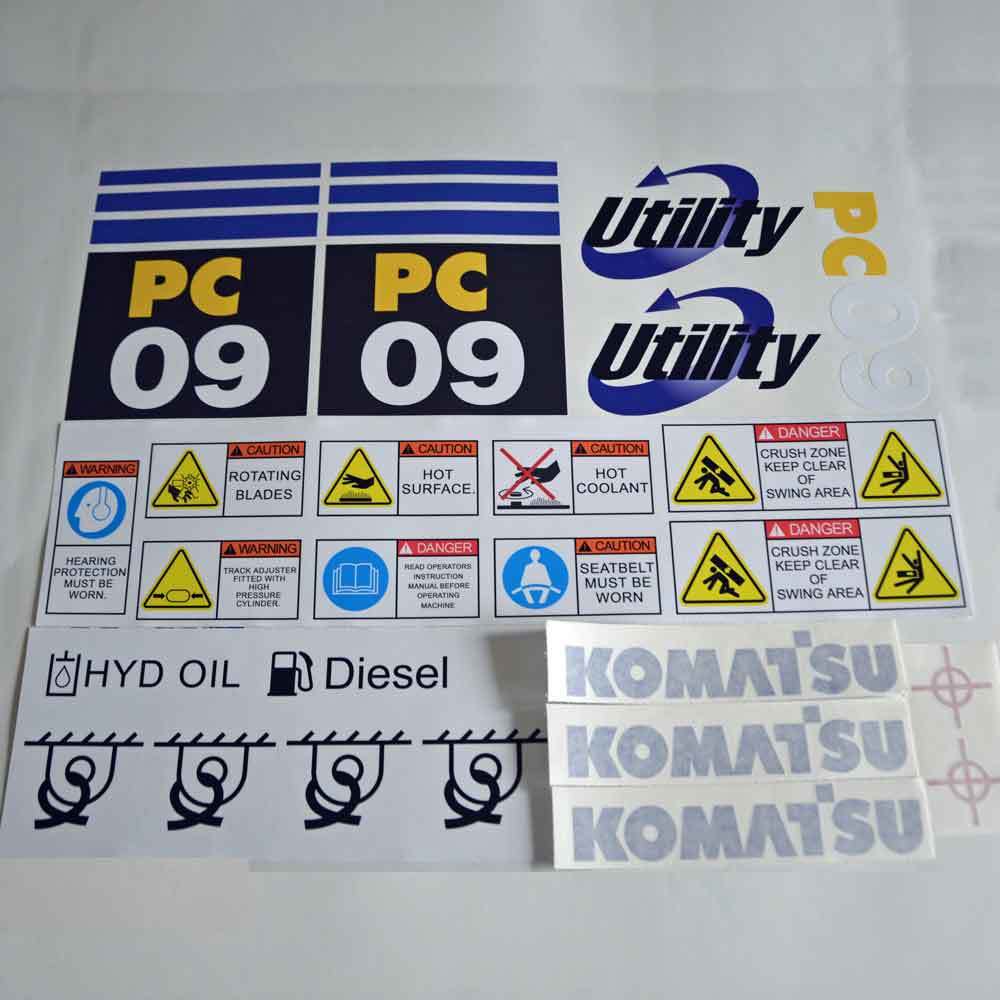 PC
09
PC
09
Utility
Utility
PC
09
WARNING
HEARING
PROTECTION
MUST BE
WORN.
CAUTION
ROTATING
BLADES
CAUTION
HOT
SURFACE.
CAUTION
HOT
COOLANT
DANGER
CRUSH ZONE
KEEP CLEAR
OF
SWING AREA
WARNING
TRACK ADJUSTER
FITTED WITH
HIGH
PRESSURE
CYLINDER.
DANGER
READ OPERATORS
INSTRUCTION
MANUAL BEFORE
OPERATING
MACHINE
CAUTION
SEATBELT
MUST BE
WORN
DANGER
CRUSH ZONE
KEEP CLEAR
OF
SWING AREA
HYD OIL
Diesel
KOMATSU
KOMATSU
KOMATSU